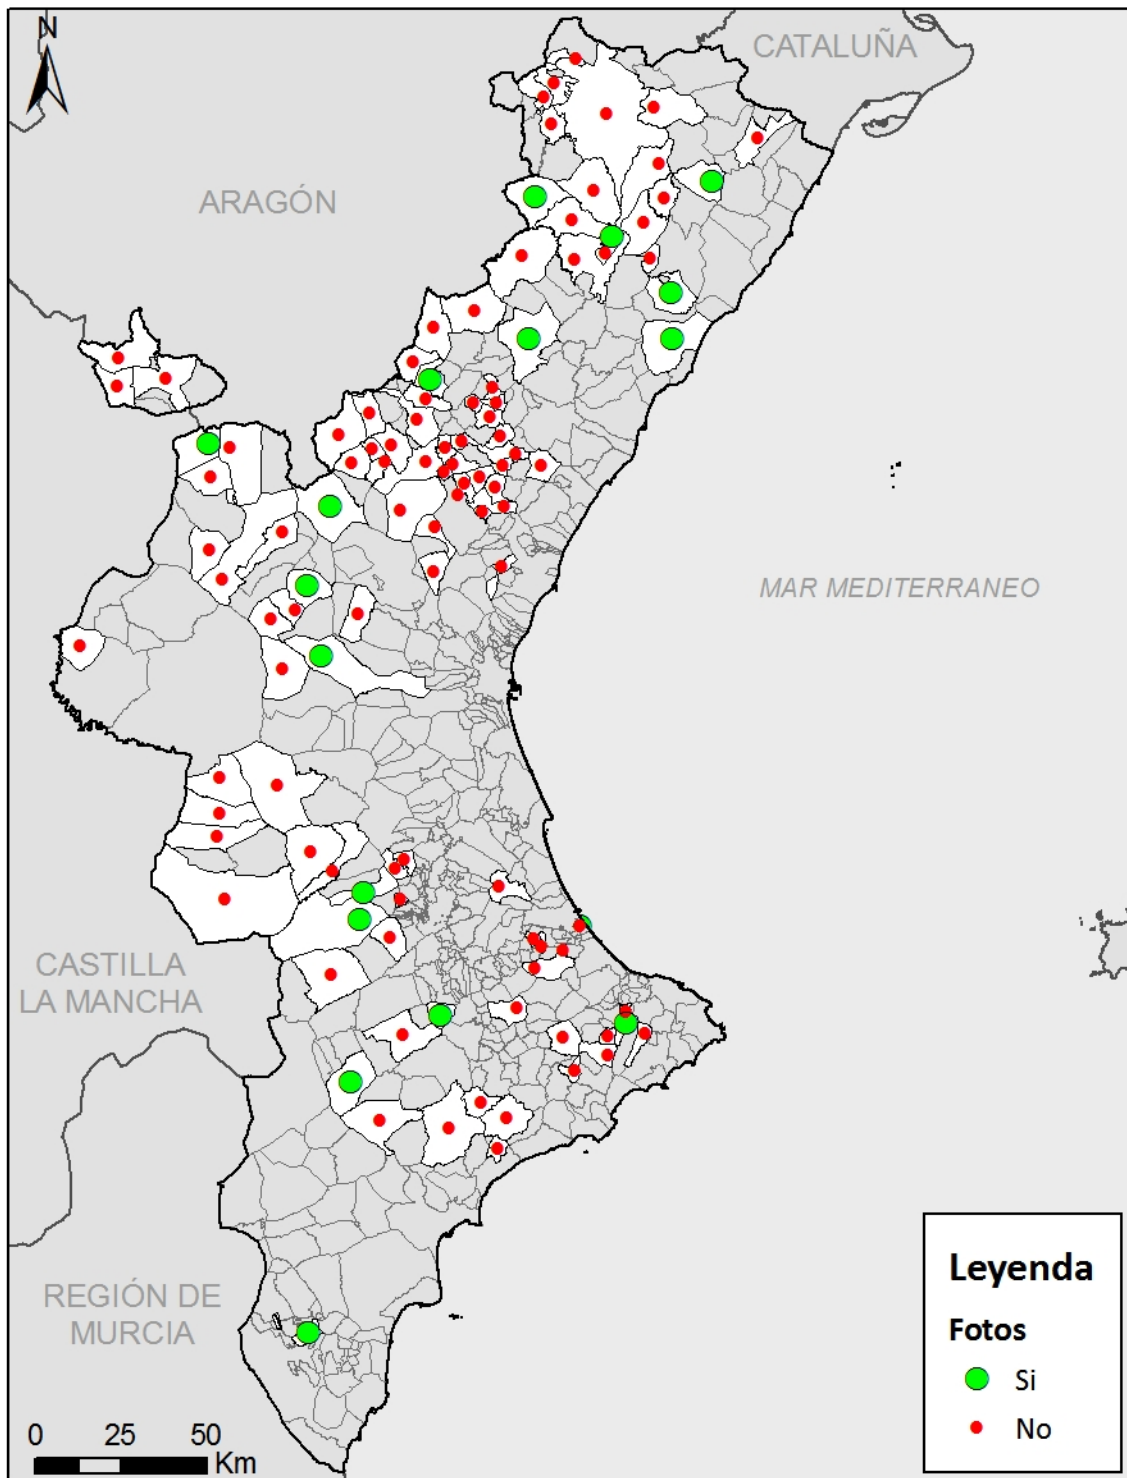 N
CATALUÑA
ARAGÓN
MAR MEDITERRANEO
CASTILLA
LA MANCHA
REGIÓN DE
MURCIA
Leyenda
Fotos
Si
No
0 25 50
Km